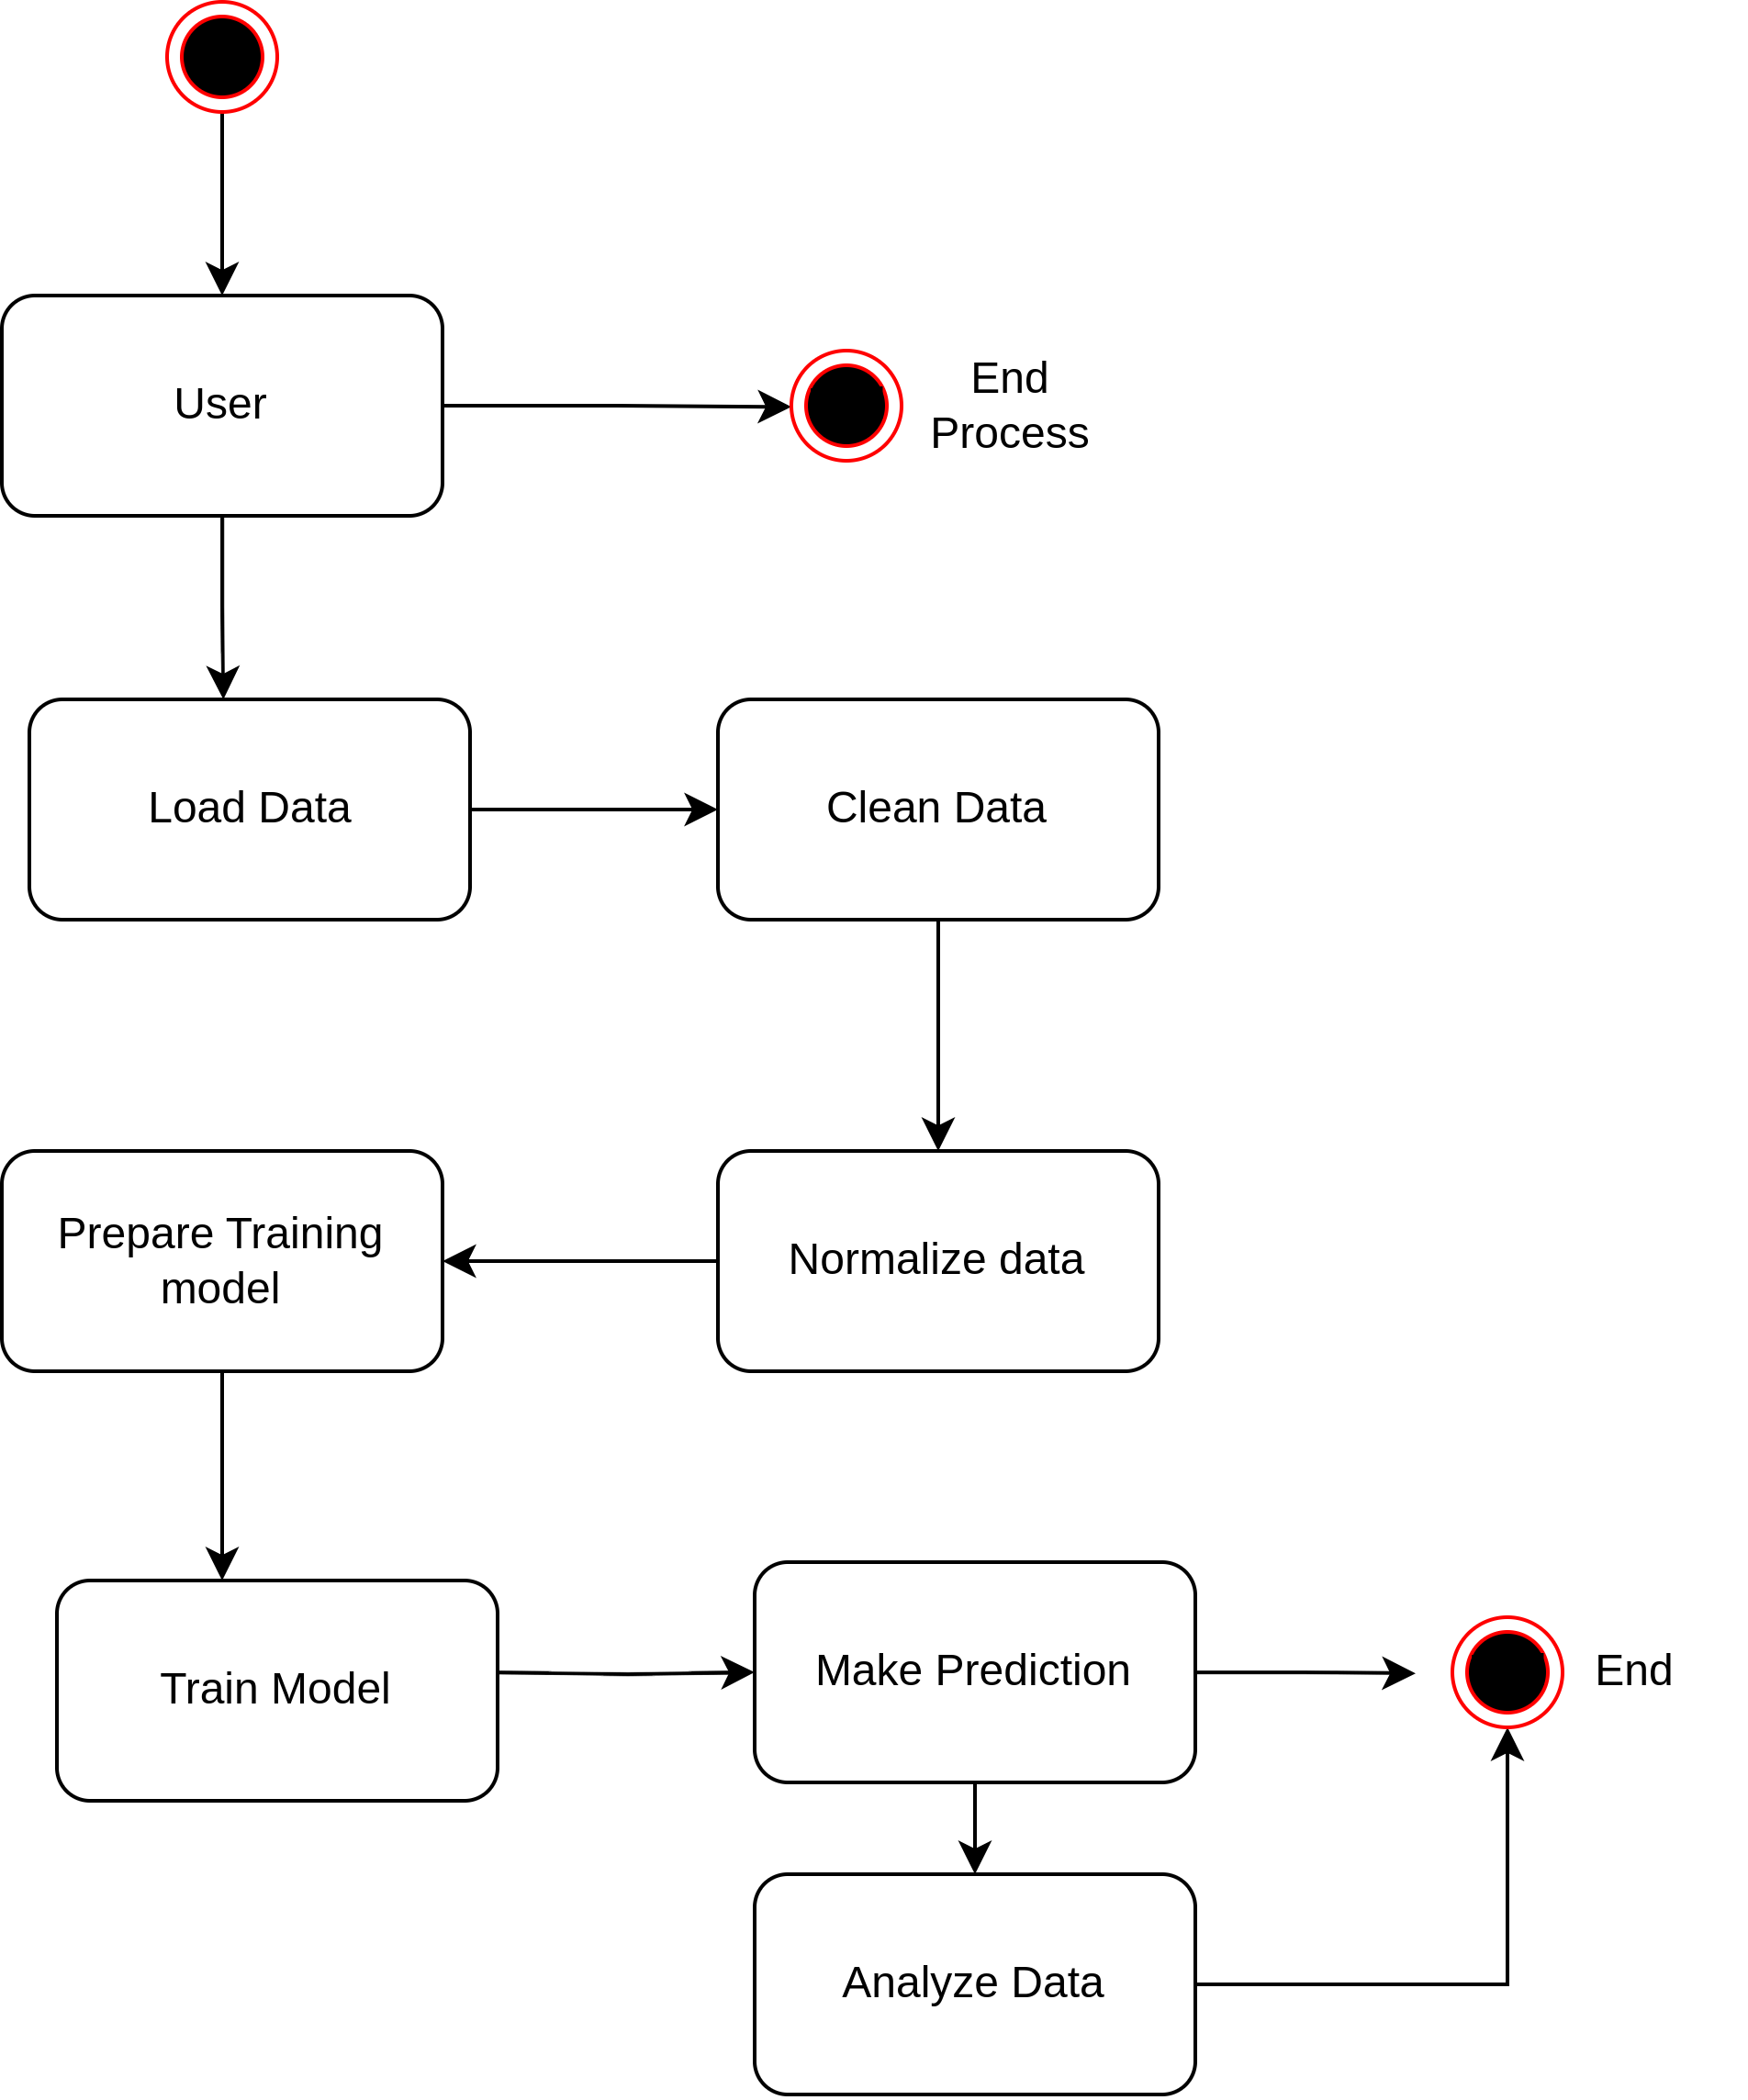 User
End
Process
Load Data
Clean Data
Prepare Training
model
Normalize data
Train Model
Make Prediction
End
Analyze Data